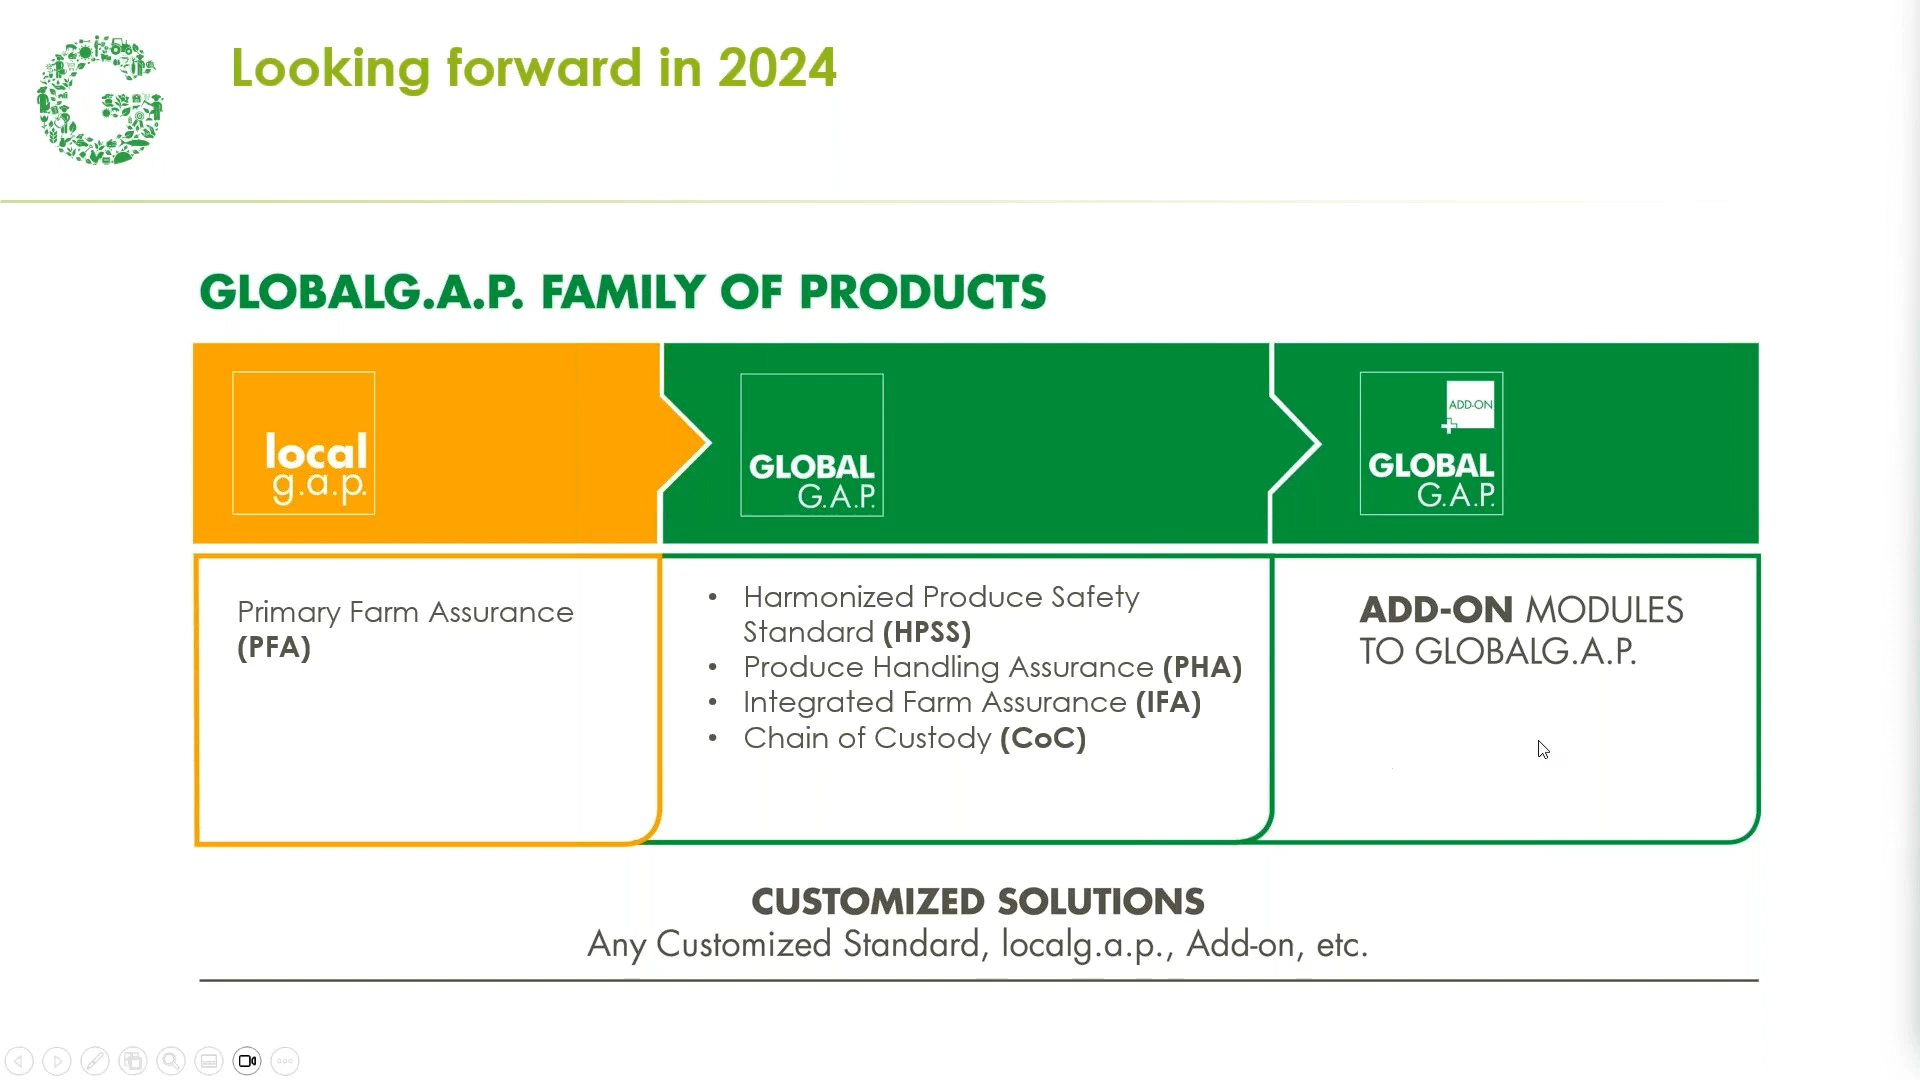 Looking forward in 2024
GLOBALG.A.P. FAMILY OF PRODUCTS
local
g.a.p.
GLOBAL
G.A.P.
ADD-ON
+
GLOBAL
G.A.P.
Primary Farm Assurance
(PFA)
• Harmonized Produce Safety
Standard (HPSS)
• Produce Handling Assurance (PHA)
• Integrated Farm Assurance (IFA)
• Chain of Custody (CoC)
ADD-ON MODULES
TO GLOBALG.A.P.
CUSTOMIZED SOLUTIONS
Any Customized Standard, localg.a.p., Add-on, etc.